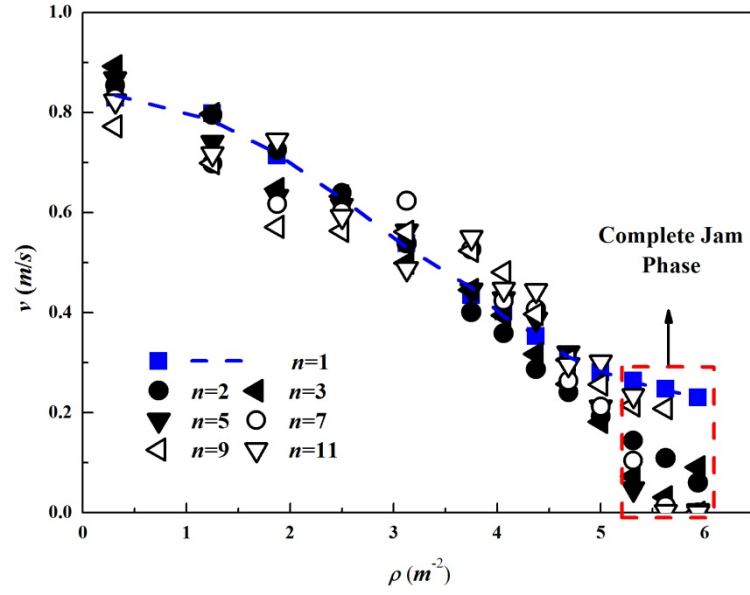 1.0
0.8
0.6
0.4
0.2
0.0
v (m/s)
Complete Jam
Phase
n=1
n=2 n=3
n=5 n=7
n=9 n=11
0 1 2 3 4 5 6
ρ (m⁻²)